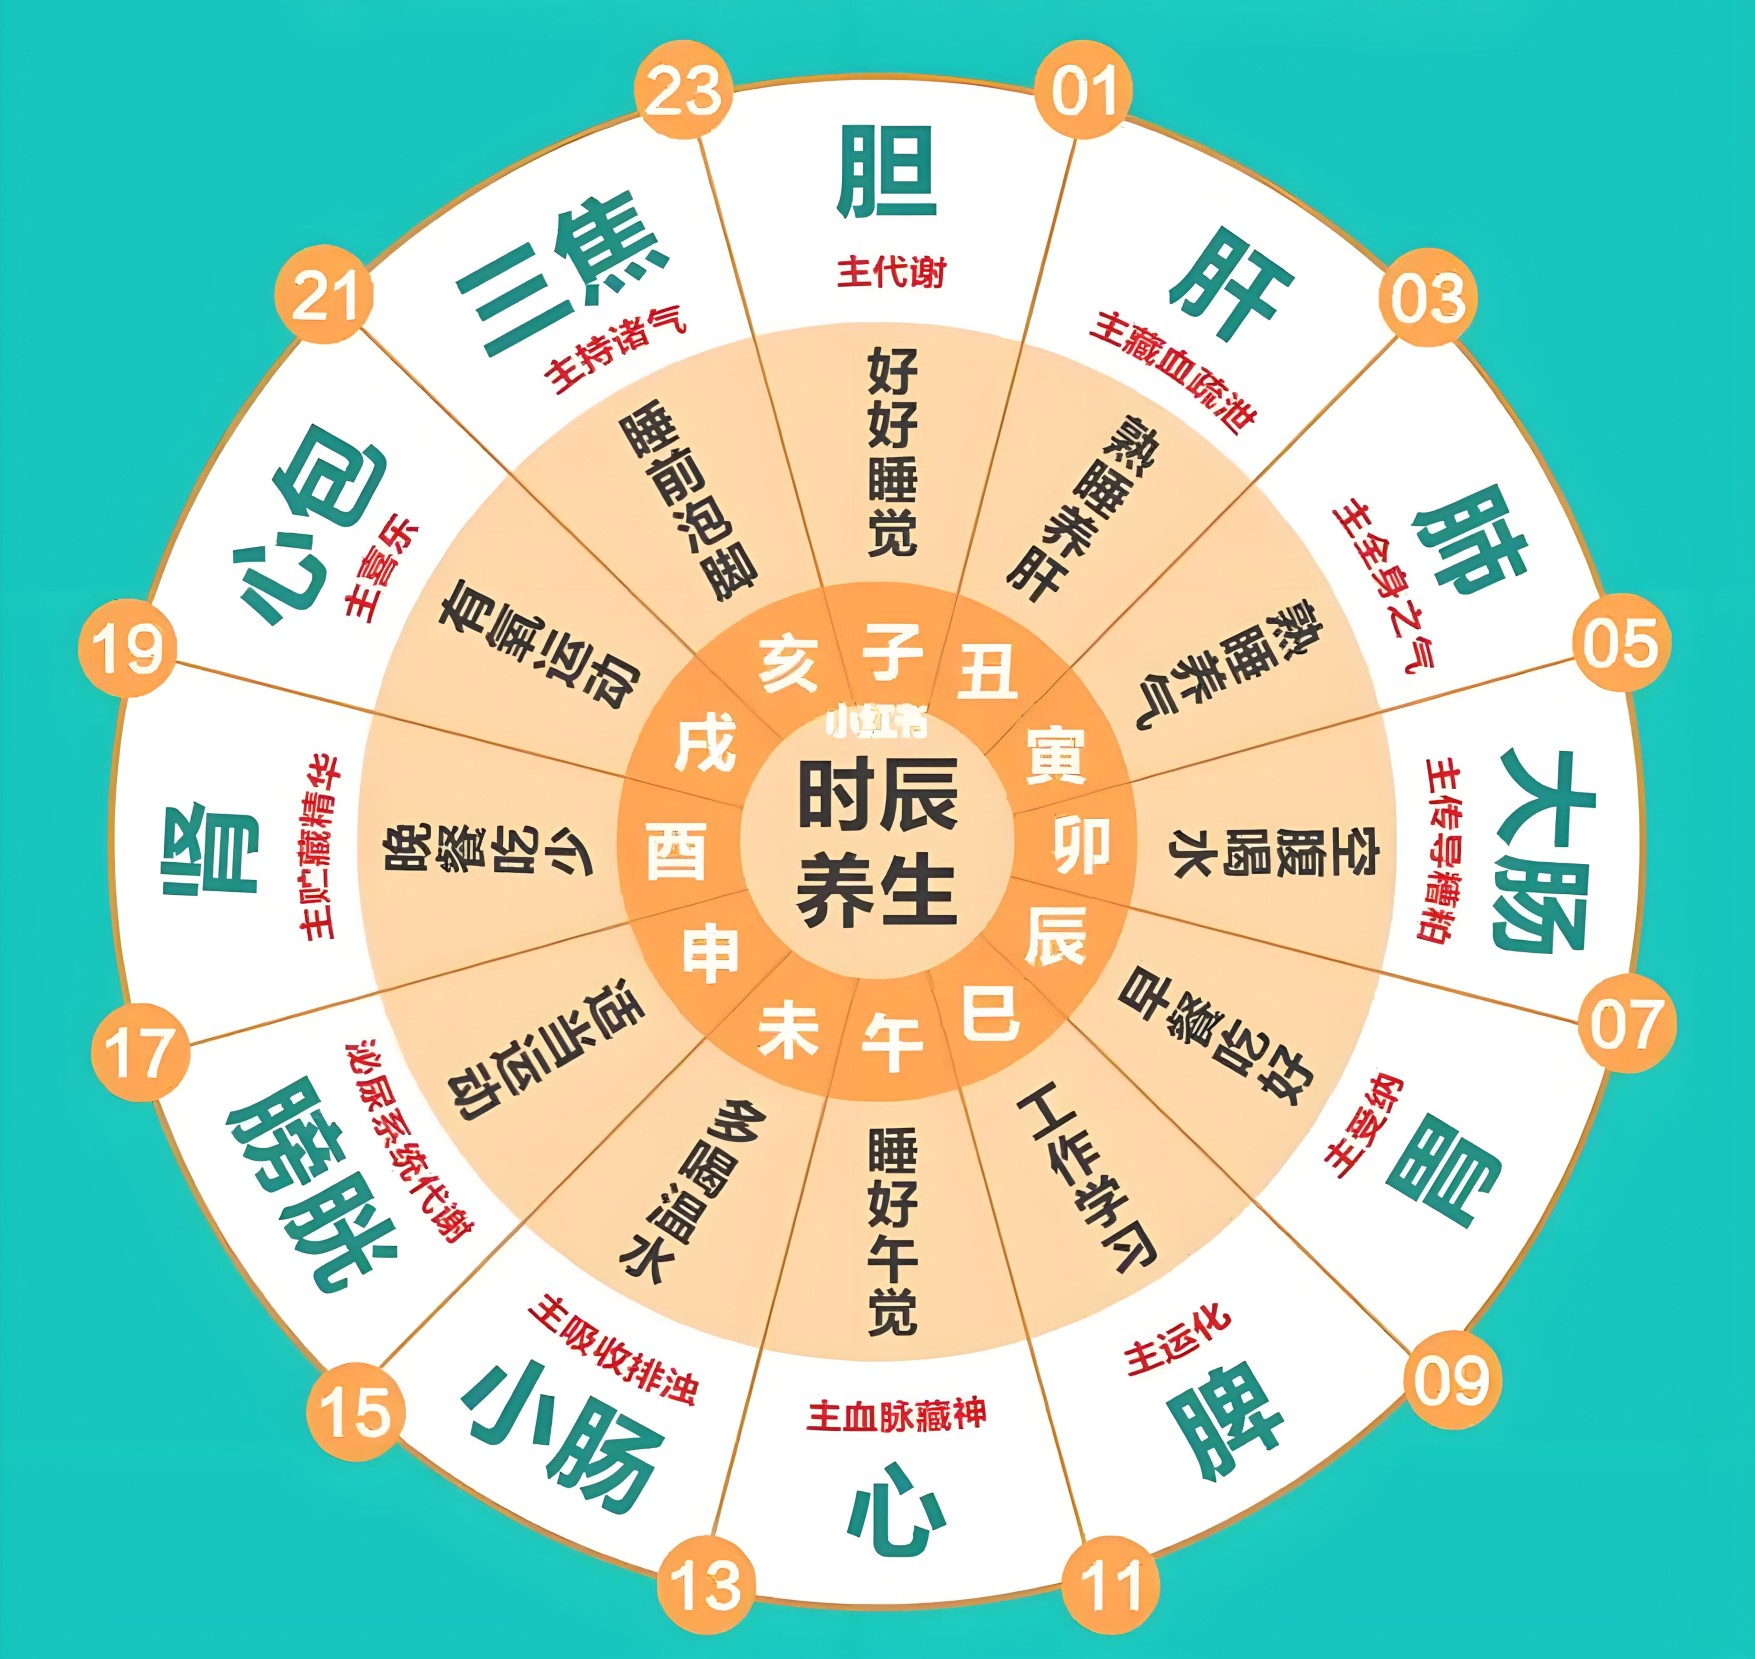 小红书
时辰
养生
23
01
03
05
07
09
11
13
15
17
19
21
胆
主代谢
好好睡觉
子
肝
主藏血疏泄
熟睡养肝
丑
肺
主全身之气
熟睡养气
寅
大肠
主传导糟粕
空腹喝水
卯
胃
主受纳
早餐吃好
辰
脾
主运化
工作学习
巳
心
主血脉藏神
睡好午觉
午
小肠
主吸收排浊
多喝温水
未
膀胱
泌尿系统代谢
适当运动
申
肾
主贮藏精华
晚餐吃少
酉
心包
主喜乐
有氧运动
戌
三焦
主持诸气
睡前泡脚
亥